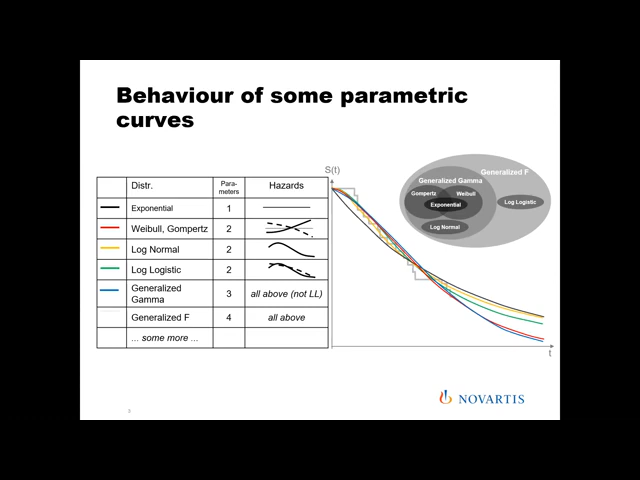 Behaviour of some parametric
curves
Distr.
Para-
meters
Hazards
Exponential
1
Weibull, Gompertz
2
Log Normal
2
Log Logistic
2
Generalized
Gamma
3
all above (not LL)
Generalized F
4
all above
... some more ...
S(t)
t
Generalized F
Generalized Gamma
Gompertz
Weibull
Exponential
Log Logistic
Log Normal
3
NOVARTIS